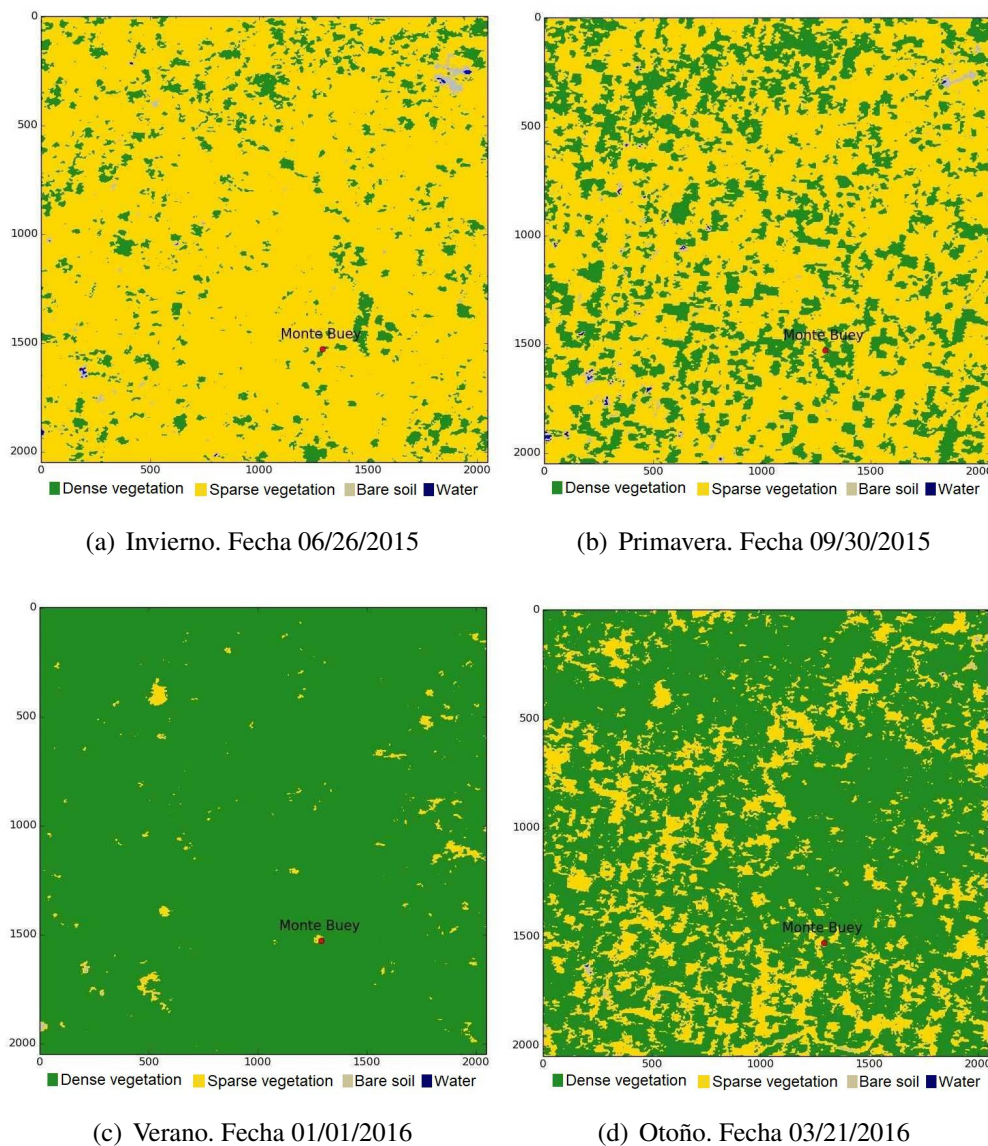 0
500
1000
1500
2000
0 500 1000 1500 2000
Monte Buey
Dense vegetation Sparse vegetation Bare soil Water
(a) Invierno. Fecha 06/26/2015
0
500
1000
1500
2000
0 500 1000 1500 2000
Monte Buey
Dense vegetation Sparse vegetation Bare soil Water
(b) Primavera. Fecha 09/30/2015
0
500
1000
1500
2000
0 500 1000 1500 2000
Monte Buey
Dense vegetation Sparse vegetation Bare soil Water
(c) Verano. Fecha 01/01/2016
0
500
1000
1500
2000
0 500 1000 1500 2000
Monte Buey
Dense vegetation Sparse vegetation Bare soil Water
(d) Otoño. Fecha 03/21/2016